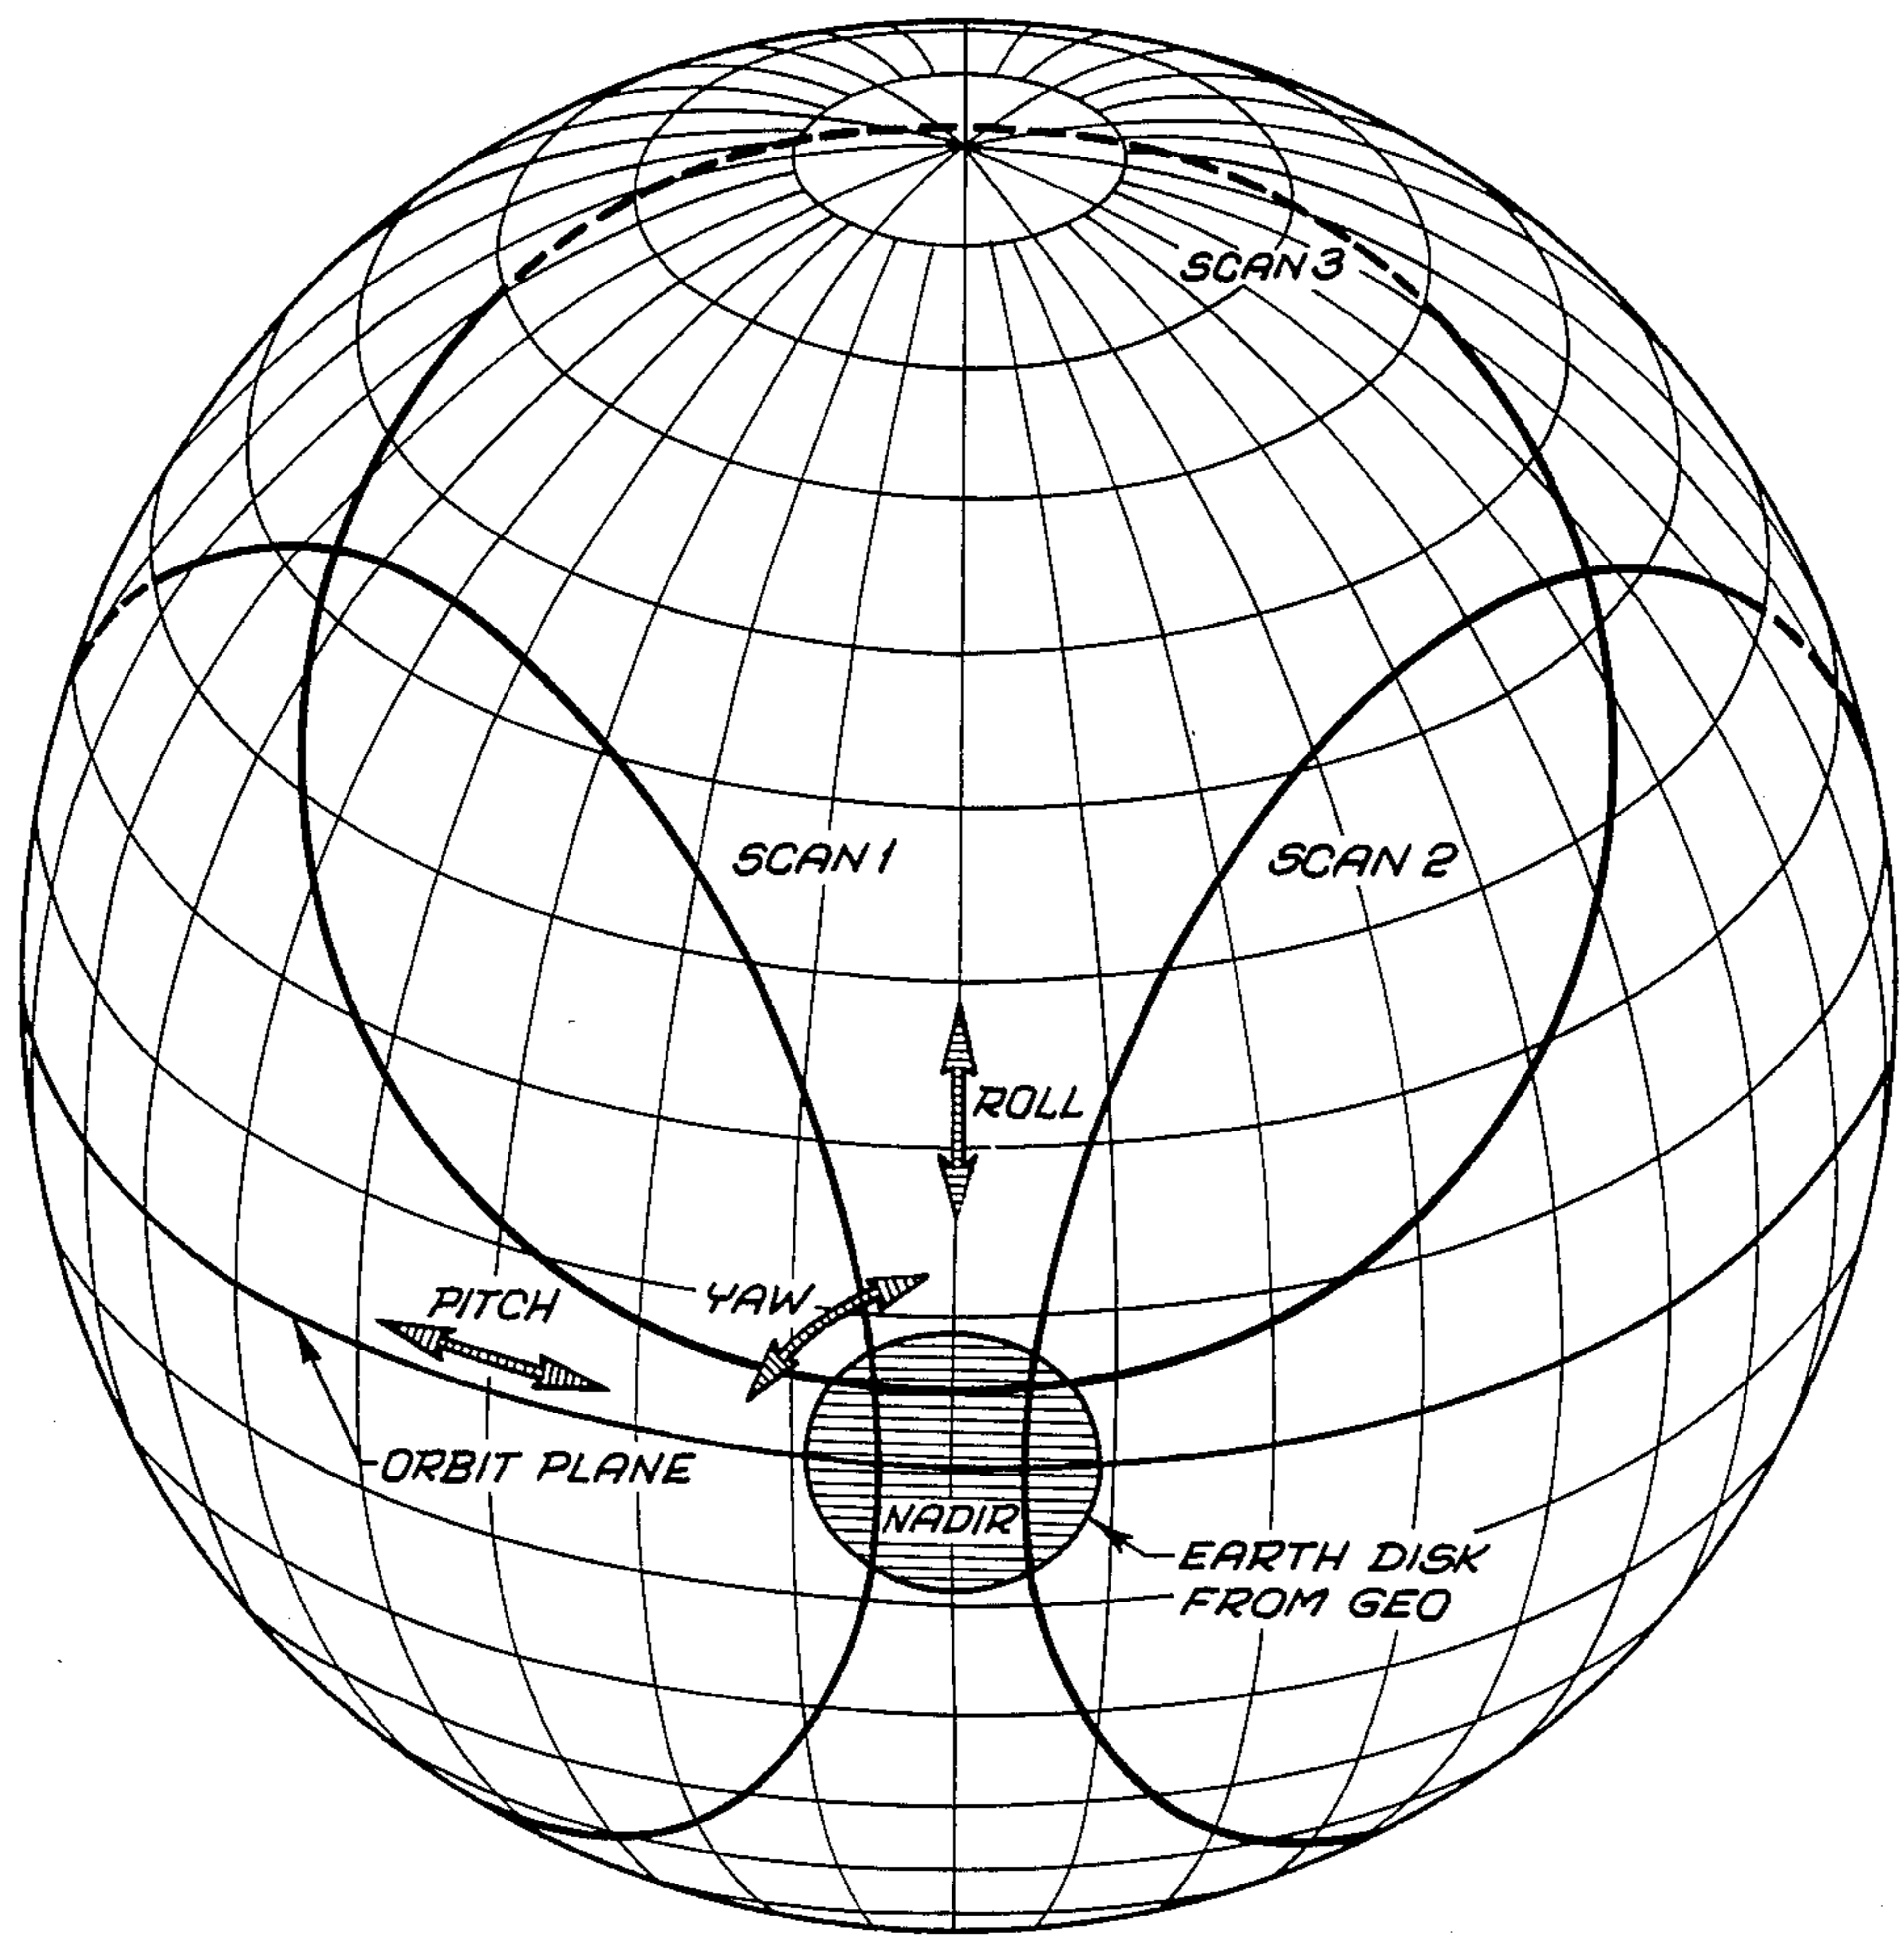 SCAN 3
SCAN 1
SCAN 2
ROLL
PITCH
YAW
ORBIT PLANE
NADIR
EARTH DISK
FROM GEO